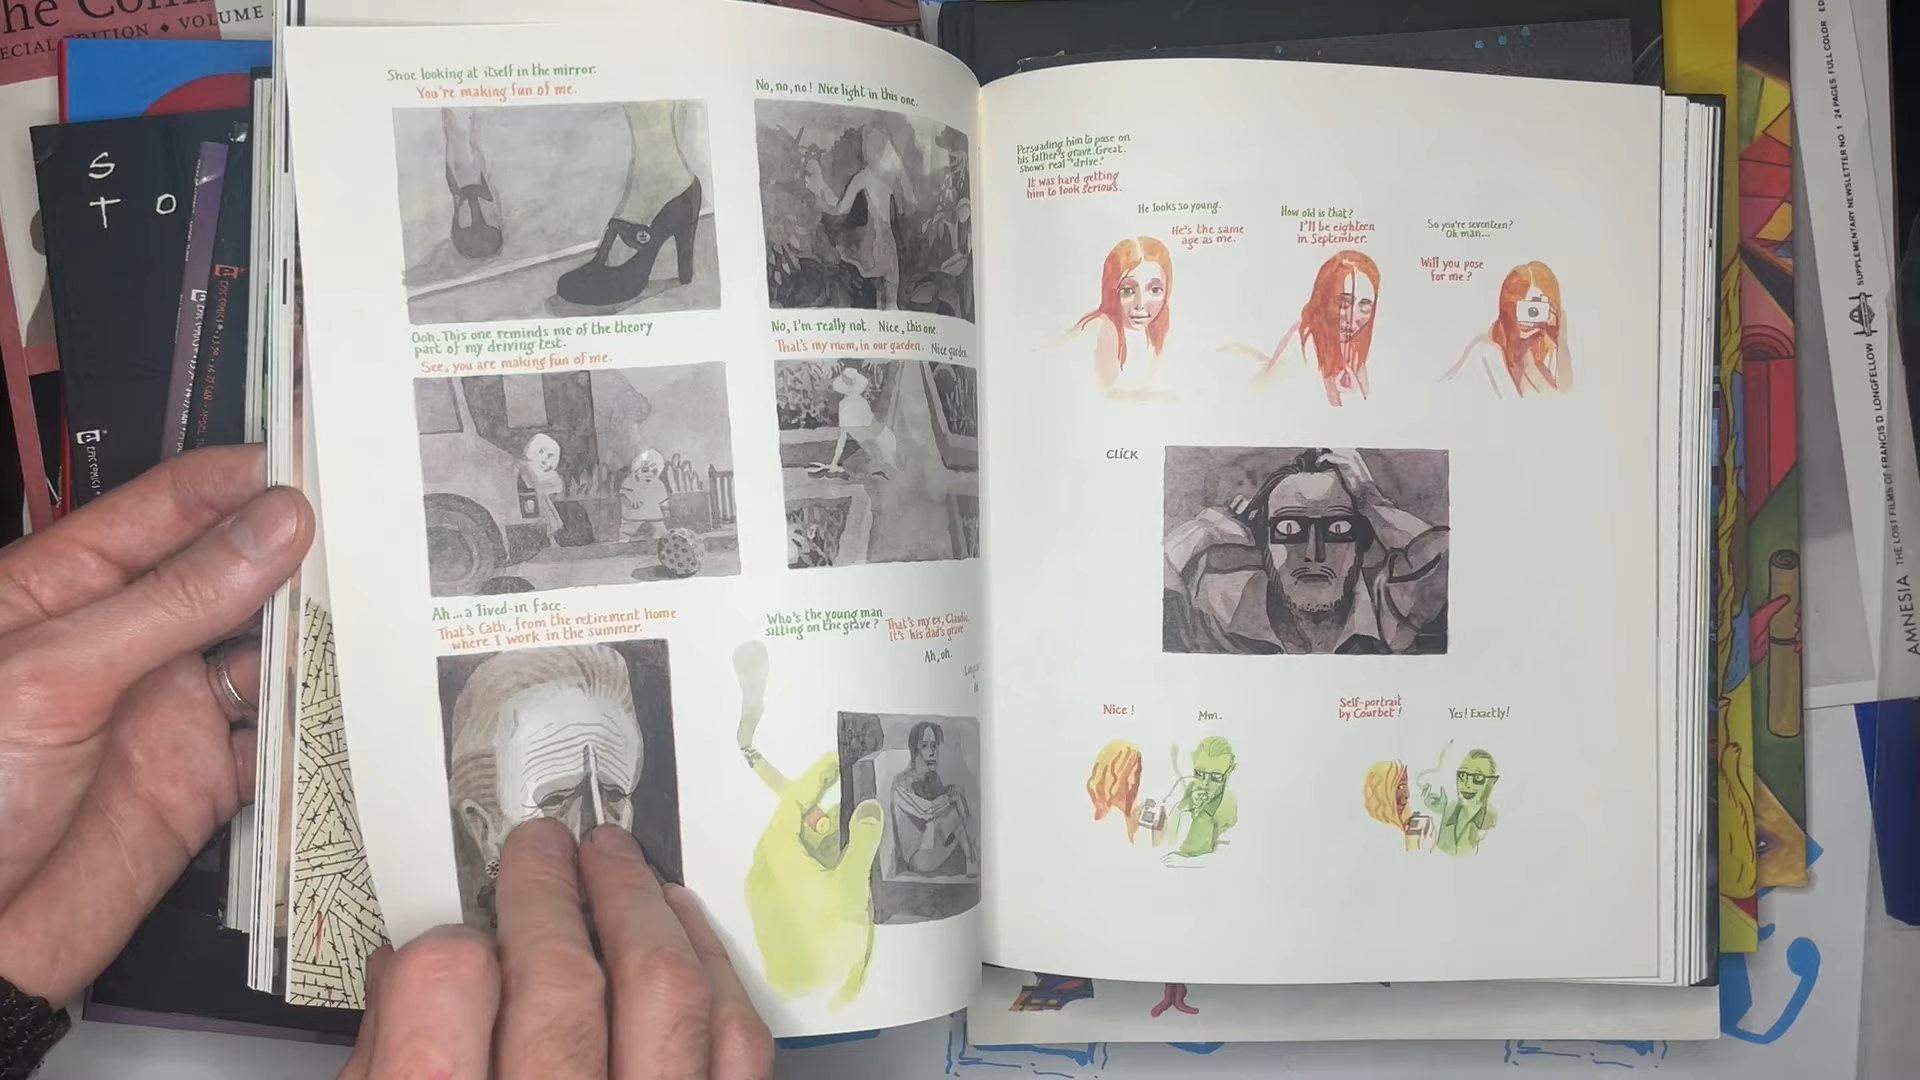 ECIAL EDITION ◆ VOLUME
S
T O
EPIC COMICS
Shoe looking at itself in the mirror.
You're making fun of me.
No, no, no! Nice light in this one.
Ooh. This one reminds me of the theory
part of my driving test.
See, you are making fun of me.
No, I'm really not. Nice, this one.
That's my mom, in our garden. Nice garden.
Ah...a lived-in face.
That's Cath, from the retirement home
where I work in the summer.
Who's the young man
sitting on the grave?
That's my ex, Claudio.
It's his dad's grave.
Ah, oh.
Persuading him to pose on
his father's grave. Great.
Shows real "drive."
It was hard getting
him to look serious.
He looks so young.
He's the same
age as me.
How old is that?
I'll be eighteen
in September.
So you're seventeen?
Oh man...
Will you pose
for me?
CLICK
Nice!
Mm.
Self-portrait
by Courbet!
Yes! Exactly!
AMNESIA THE LOST FILMS OF FRANCIS D. LONGFELLOW SUPPLEMENTARY NEWSLETTER NO. 1 24 PAGES FULL COLOR